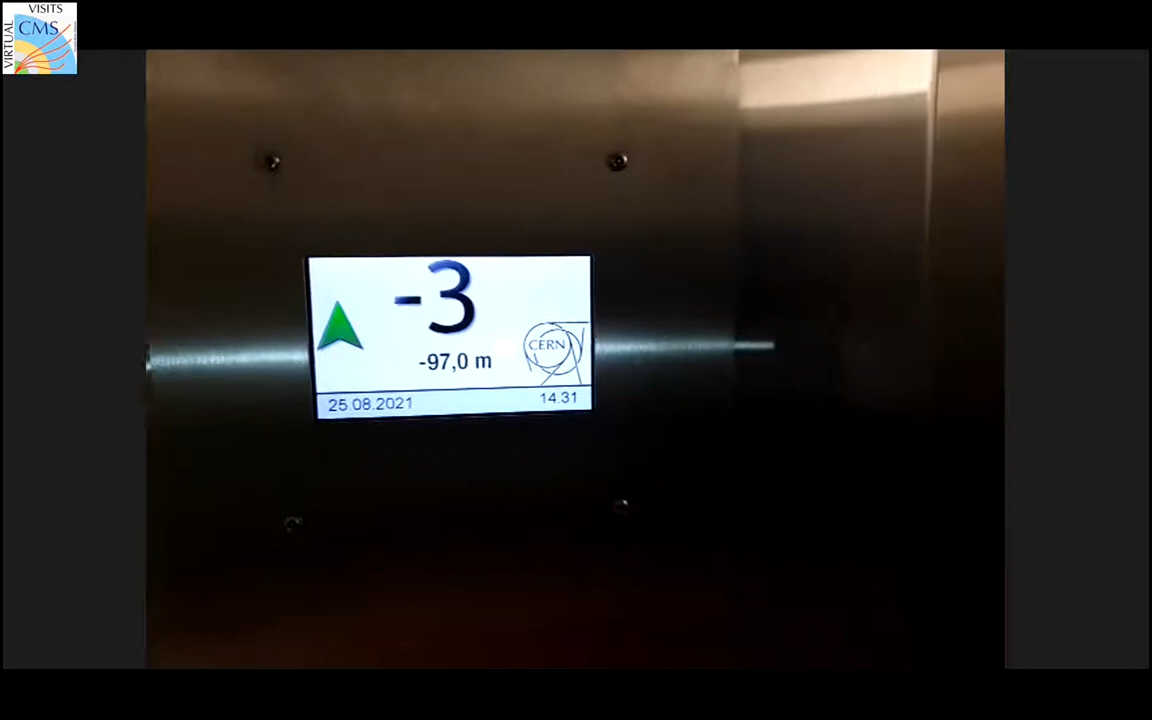 VISITS
VIRTUAL
CMS
-3
-97,0 m
CERN
25.08.2021
14.31